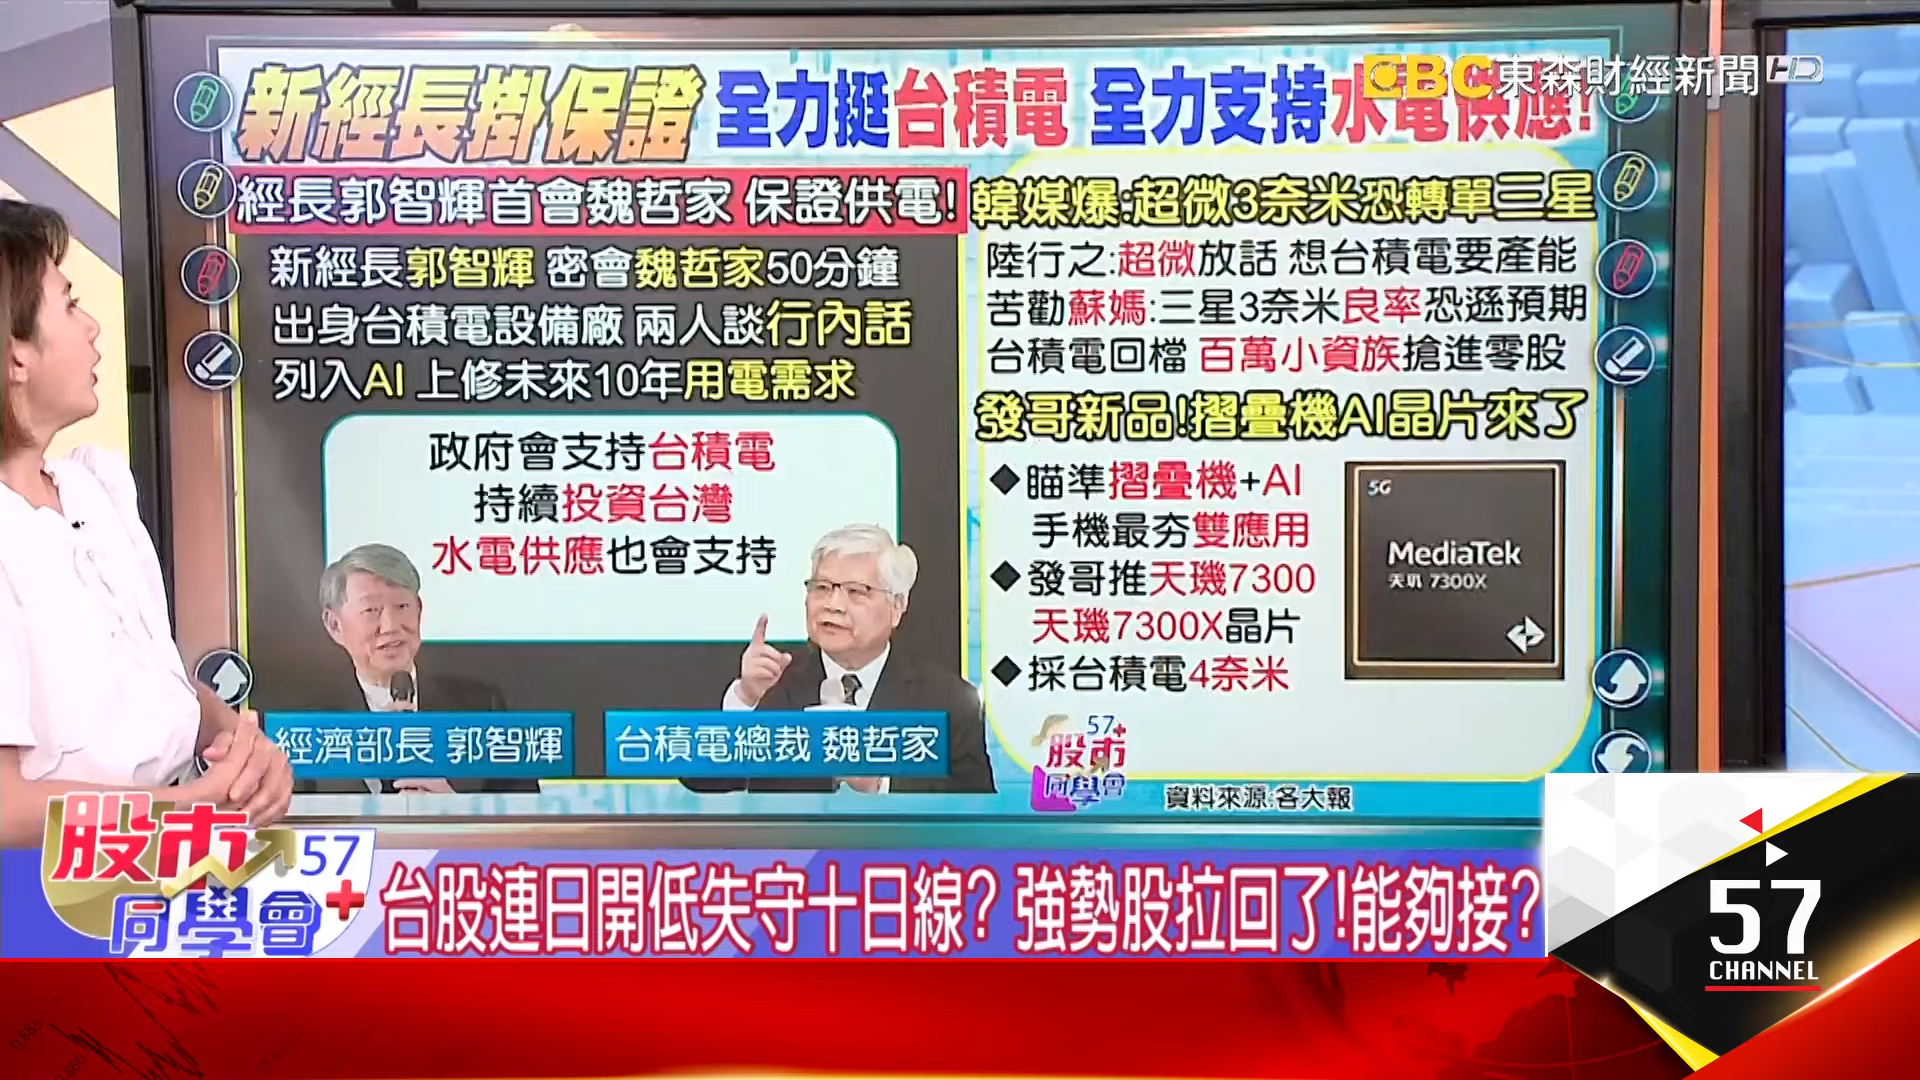 新經長掛保證 全力挺台積電 全力支持水電供應!
EBC東森財經新聞HD
經長郭智輝首會魏哲家 保證供電!
新經長郭智輝 密會魏哲家50分鐘
出身台積電設備廠 兩人談行內話
列入AI 上修未來10年用電需求
政府會支持台積電
持續投資台灣
水電供應也會支持
經濟部長 郭智輝
台積電總裁 魏哲家
韓媒爆:超微3奈米恐轉單三星
陸行之:超微放話 想台積電要產能
苦勸蘇媽:三星3奈米良率恐遜預期
台積電回檔 百萬小資族搶進零股
發哥新品!摺疊機AI晶片來了
◆瞄準摺疊機+AI
手機最夯雙應用
◆發哥推天璣7300
天璣7300X晶片
◆採台積電4奈米
5G
MediaTek
天玑 7300X
57+
股市
同學會
資料來源:各大報
股市 57+
同學會
台股連日開低失守十日線? 強勢股拉回了!能夠接?
57
CHANNEL